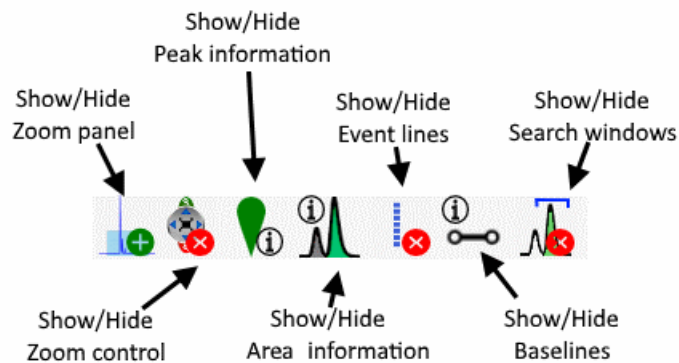 Show/Hide
Peak information
Show/Hide
Zoom panel
Show/Hide
Event lines
Show/Hide
Search windows
Show/Hide
Zoom control
Show/Hide
Area information
Show/Hide
Baselines